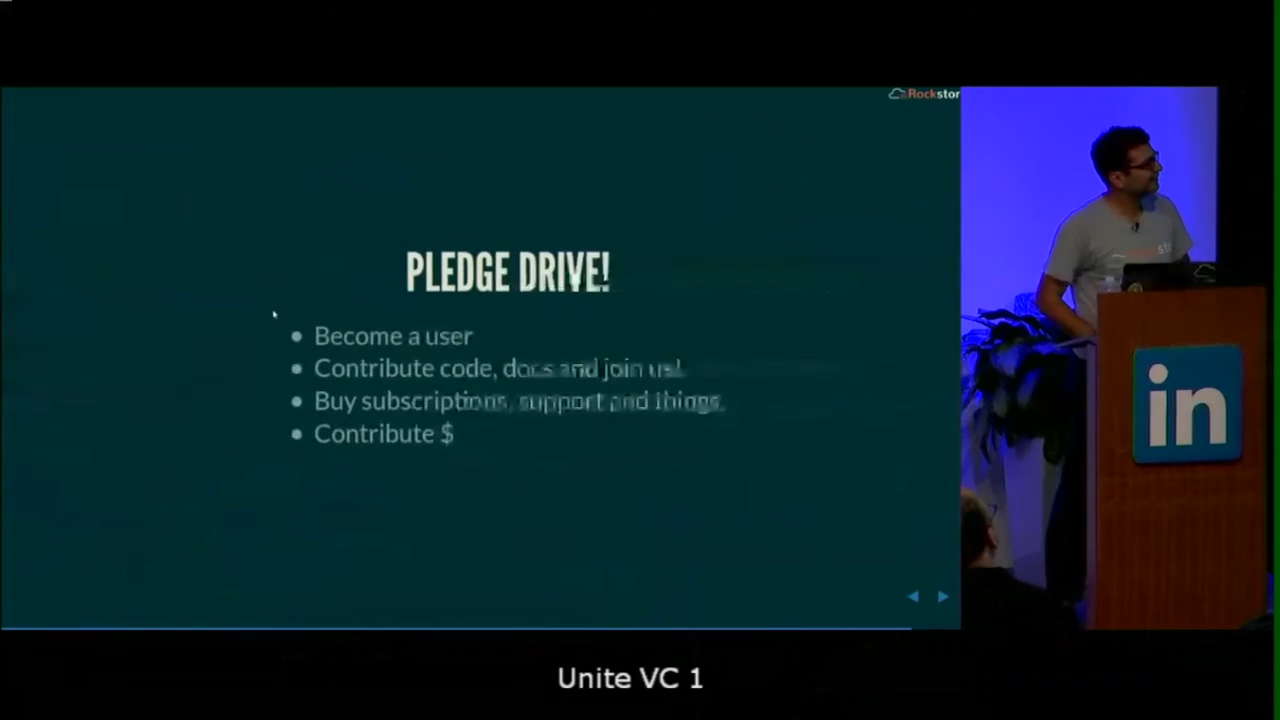 Rockstor
PLEDGE DRIVE!
Become a user
Contribute code, docs and join us!
Buy subscriptions, support and things.
Contribute $
in
Unite VC 1